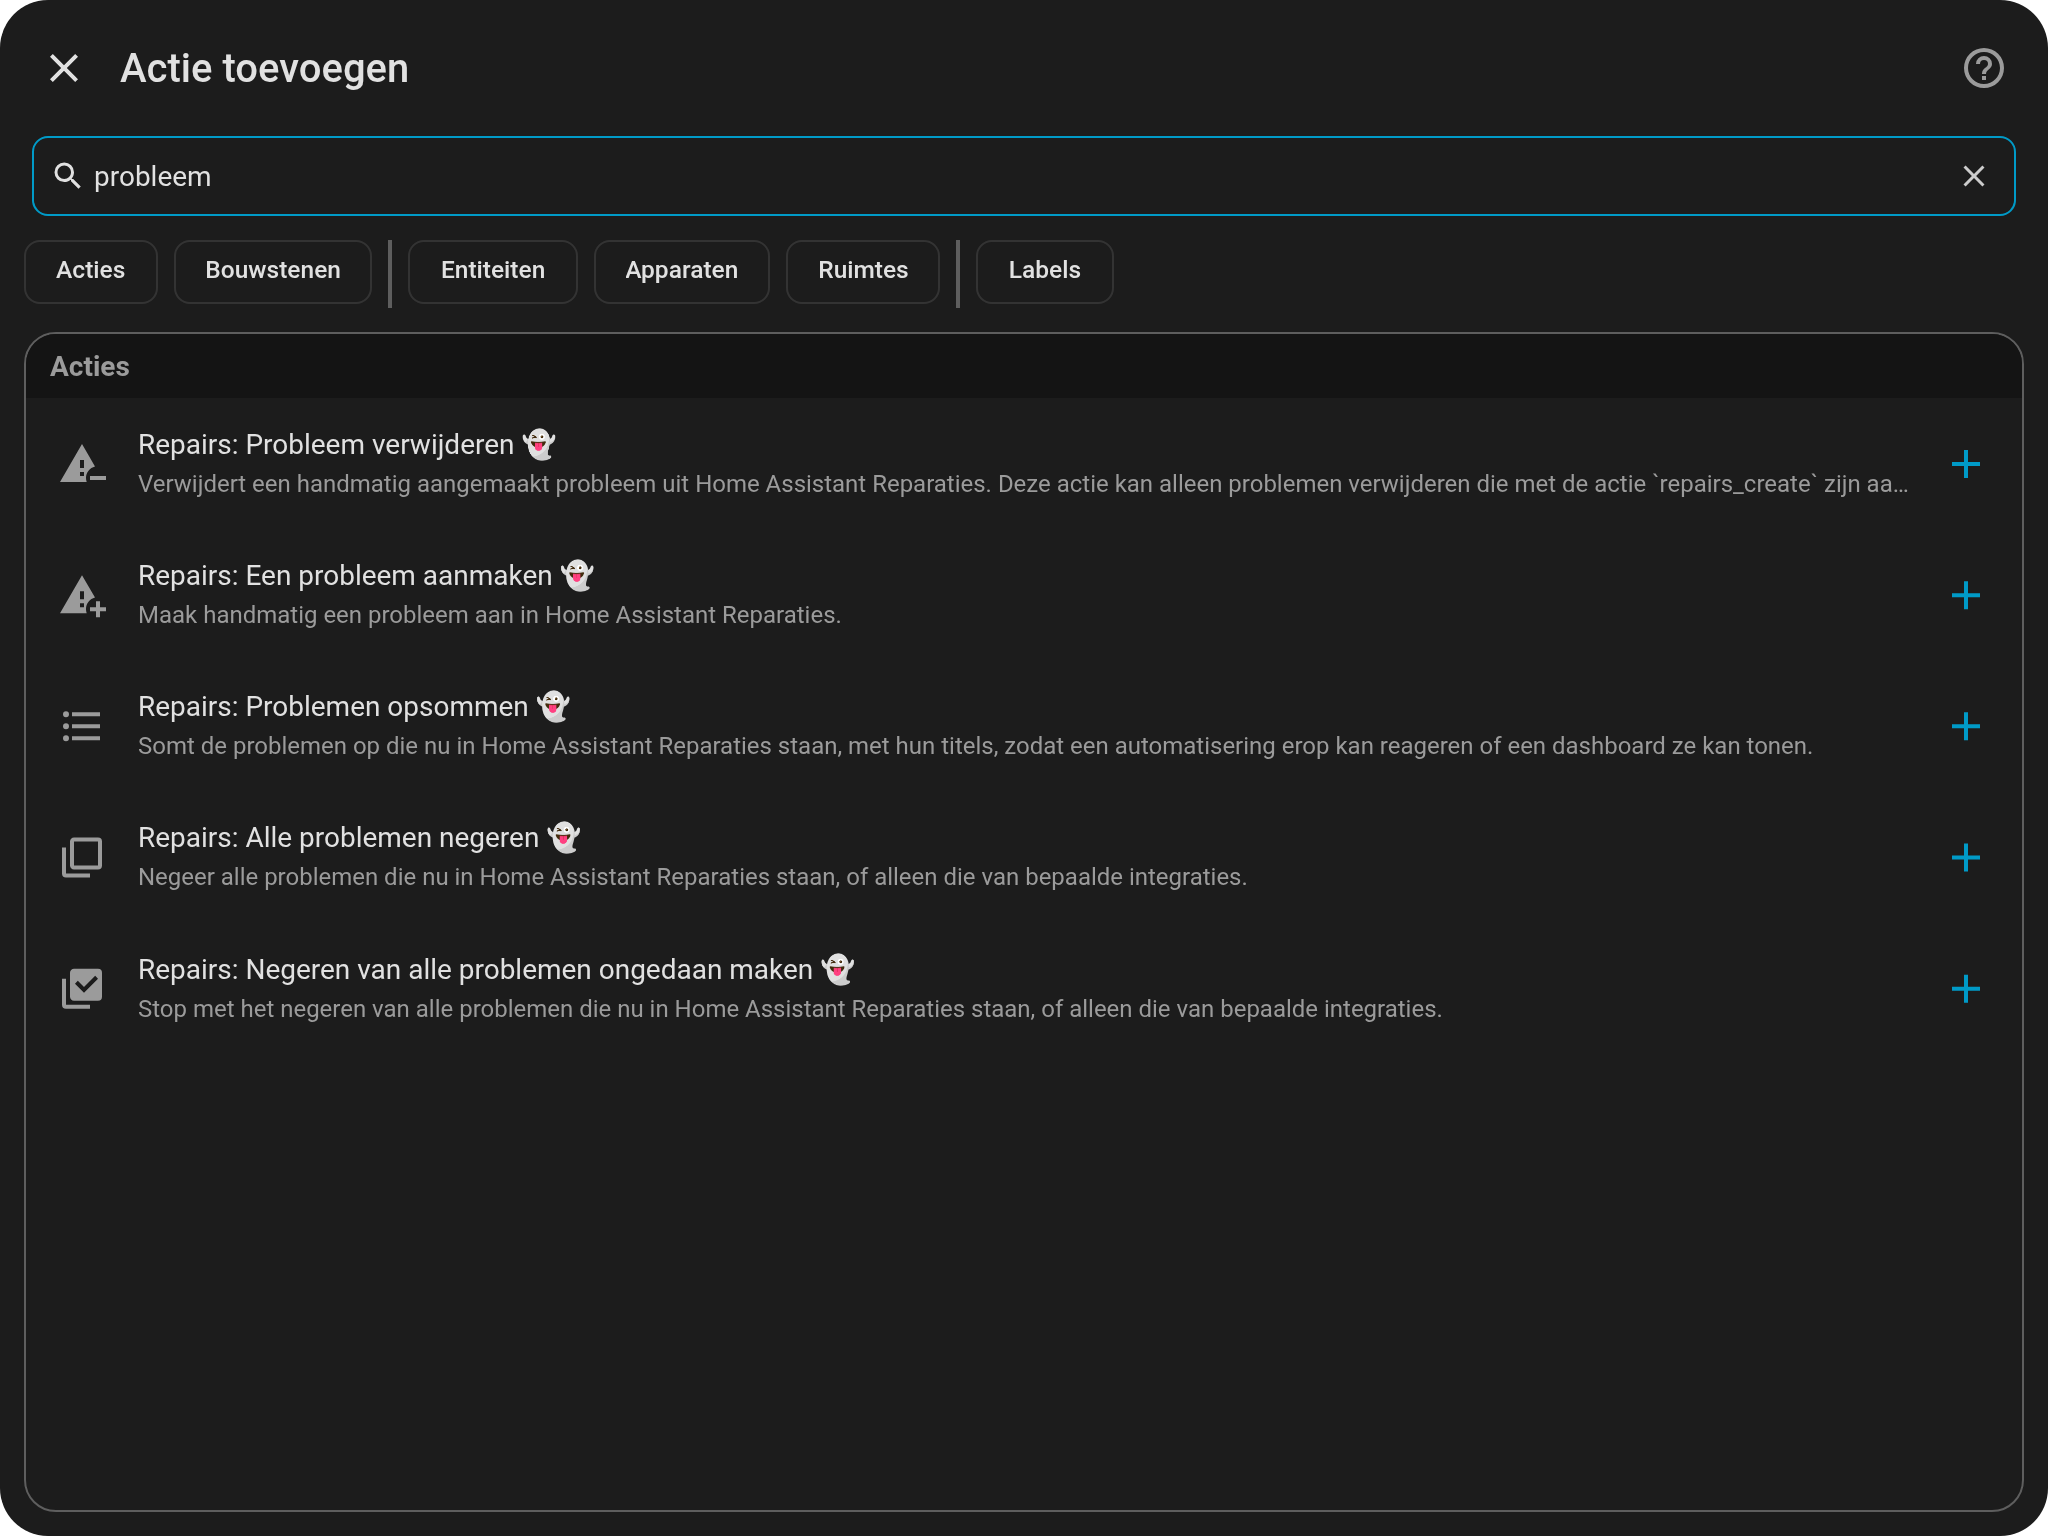 Actie toevoegen
probleem
Acties
Bouwstenen
Entiteiten
Apparaten
Ruimtes
Labels
Acties
Repairs: Probleem verwijderen 👻
Verwijdert een handmatig aangemaakt probleem uit Home Assistant Reparaties. Deze actie kan alleen problemen verwijderen die met de actie `repairs_create` zijn aa…
Repairs: Een probleem aanmaken 👻
Maak handmatig een probleem aan in Home Assistant Reparaties.
Repairs: Problemen opsommen 👻
Somt de problemen op die nu in Home Assistant Reparaties staan, met hun titels, zodat een automatisering erop kan reageren of een dashboard ze kan tonen.
Repairs: Alle problemen negeren 👻
Negeer alle problemen die nu in Home Assistant Reparaties staan, of alleen die van bepaalde integraties.
Repairs: Negeren van alle problemen ongedaan maken 👻
Stop met het negeren van alle problemen die nu in Home Assistant Reparaties staan, of alleen die van bepaalde integraties.